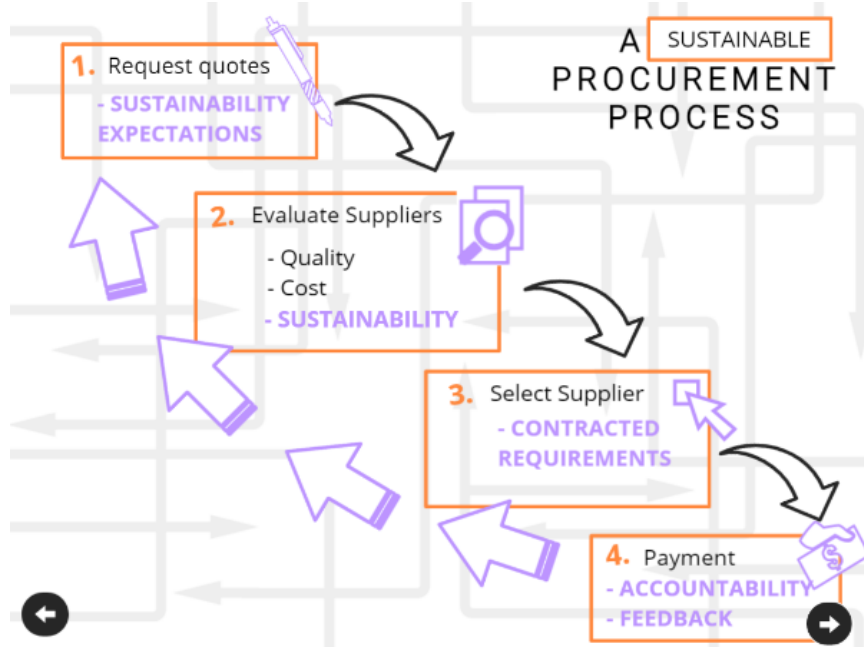 A SUSTAINABLE
PROCUREMENT
PROCESS
1. Request quotes
- SUSTAINABILITY
EXPECTATIONS
2. Evaluate Suppliers
- Quality
- Cost
- SUSTAINABILITY
3. Select Supplier
- CONTRACTED
REQUIREMENTS
4. Payment
- ACCOUNTABILITY
- FEEDBACK
$